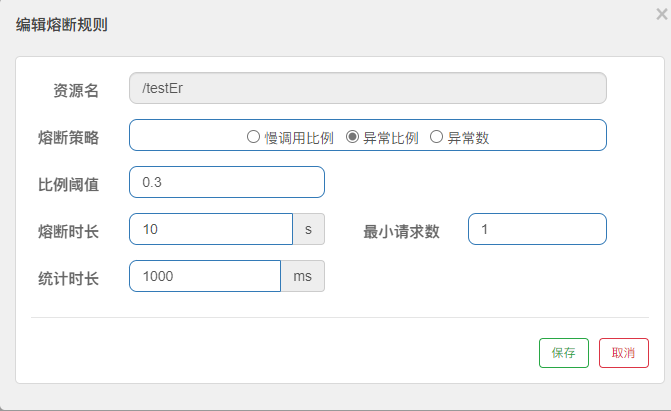 编辑熔断规则
×
资源名 /testEr
熔断策略 慢调用比例 异常比例 异常数
比例阈值 0.3
熔断时长 10 s 最小请求数 1
统计时长 1000 ms
保存 取消